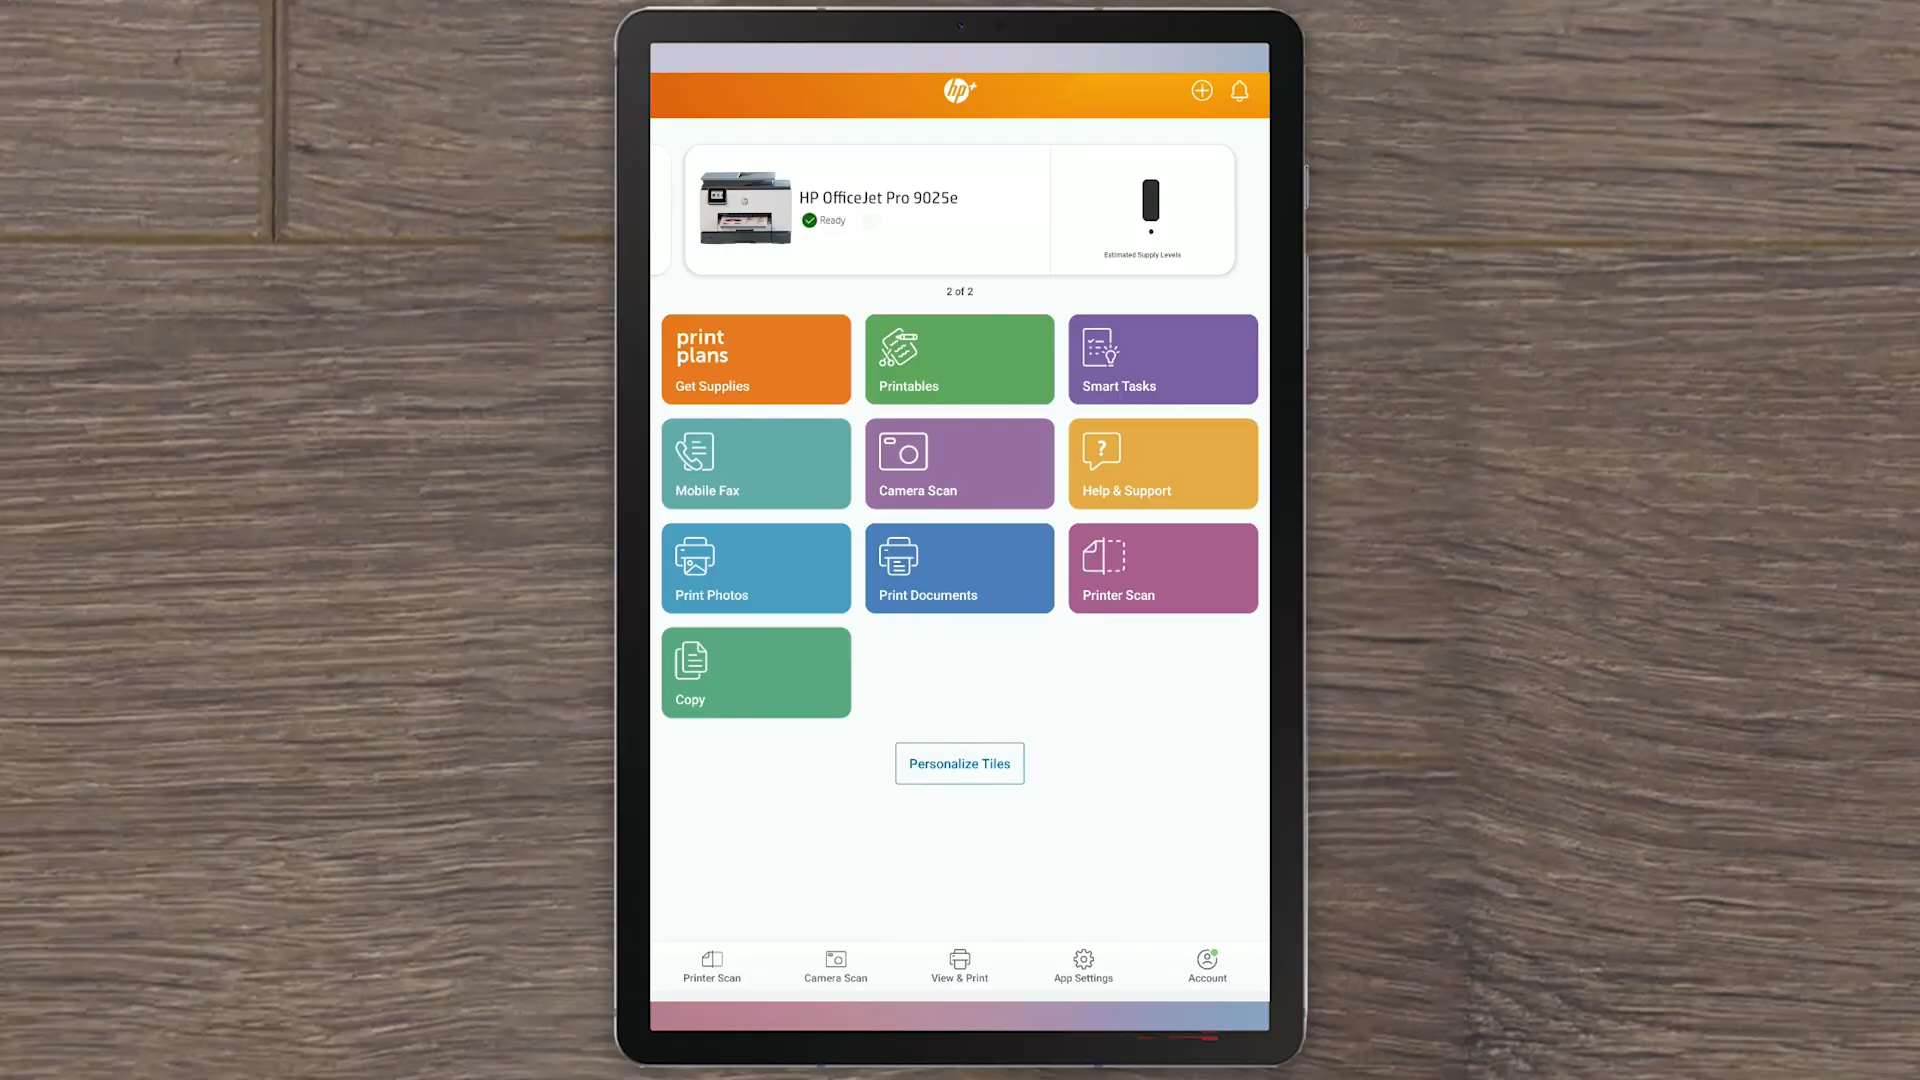 hp+
HP OfficeJet Pro 9025e
Ready
Estimated Supply Levels
2 of 2
print
plans
Get Supplies
Printables
Smart Tasks
Mobile Fax
Camera Scan
?
Help & Support
Print Photos
Print Documents
Printer Scan
Copy
Personalize Tiles
Printer Scan
Camera Scan
View & Print
App Settings
Account